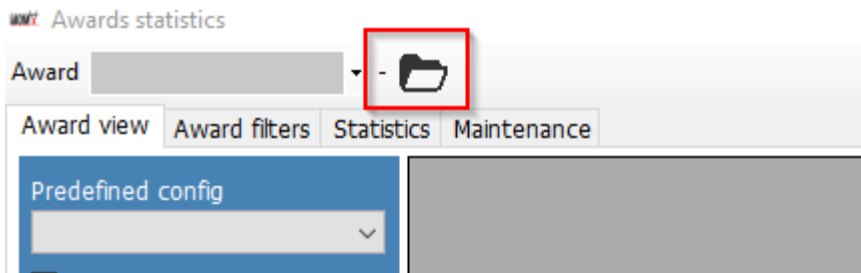 Awards statistics
Award -
Award view Award filters Statistics Maintenance
Predefined config